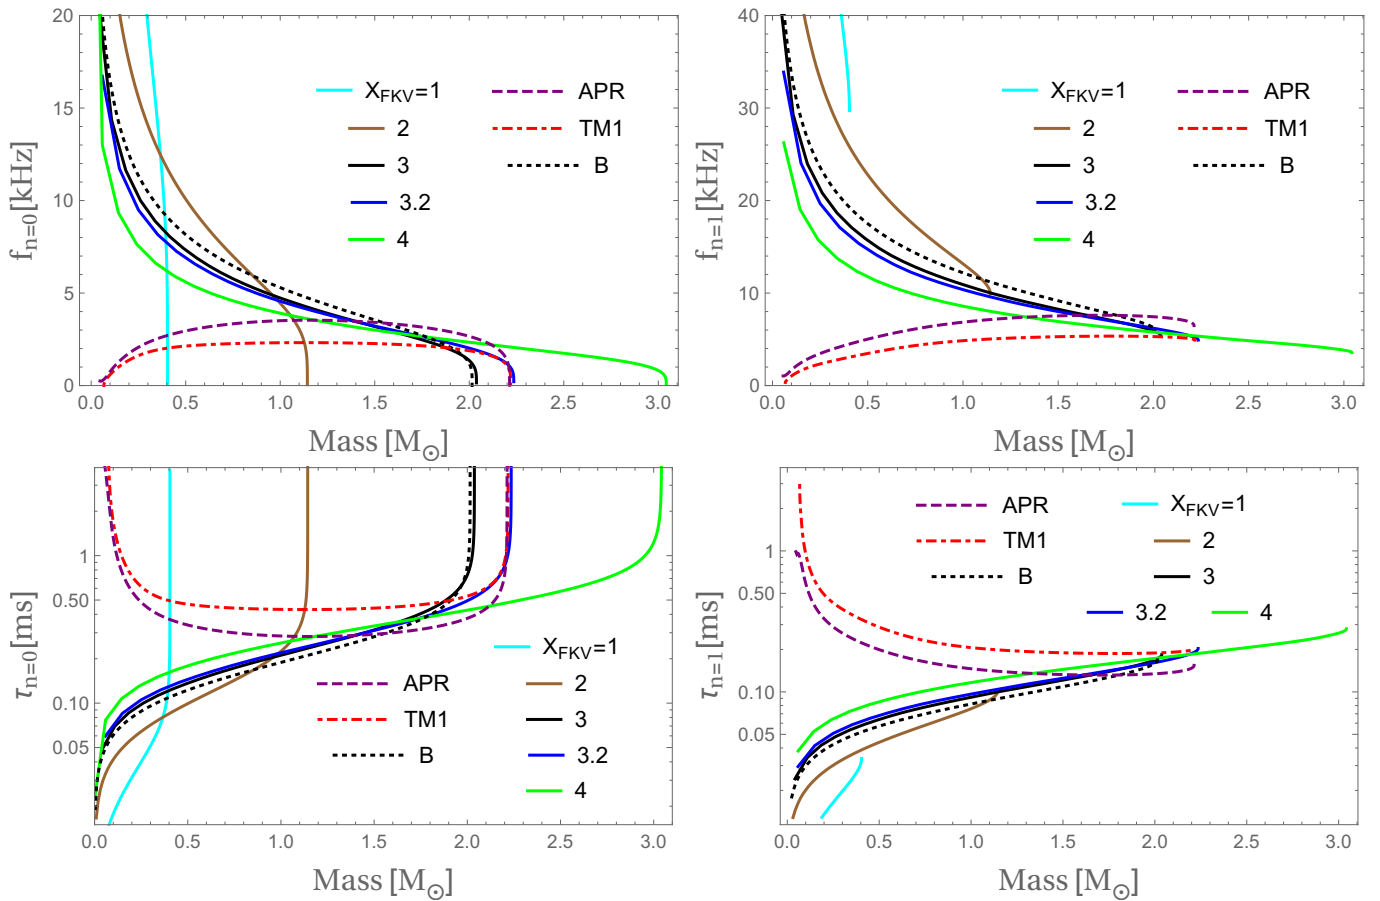 f_{n=0}[kHz]
20
15
10
5
0
X_{FKV}=1
2
3
3.2
4
APR
TM1
B
0.0 0.5 1.0 1.5 2.0 2.5 3.0
Mass [M_⊙]
f_{n=1}[kHz]
40
30
20
10
0
X_{FKV}=1
2
3
3.2
4
APR
TM1
B
0.0 0.5 1.0 1.5 2.0 2.5 3.0
Mass [M_⊙]
τ_{n=0}[ms]
1
0.50
0.10
0.05
APR
TM1
B
X_{FKV}=1
2
3
3.2
4
0.0 0.5 1.0 1.5 2.0 2.5 3.0
Mass [M_⊙]
τ_{n=1}[ms]
1
0.50
0.10
0.05
APR
TM1
B
X_{FKV}=1
2
3
3.2 4
0.0 0.5 1.0 1.5 2.0 2.5 3.0
Mass [M_⊙]